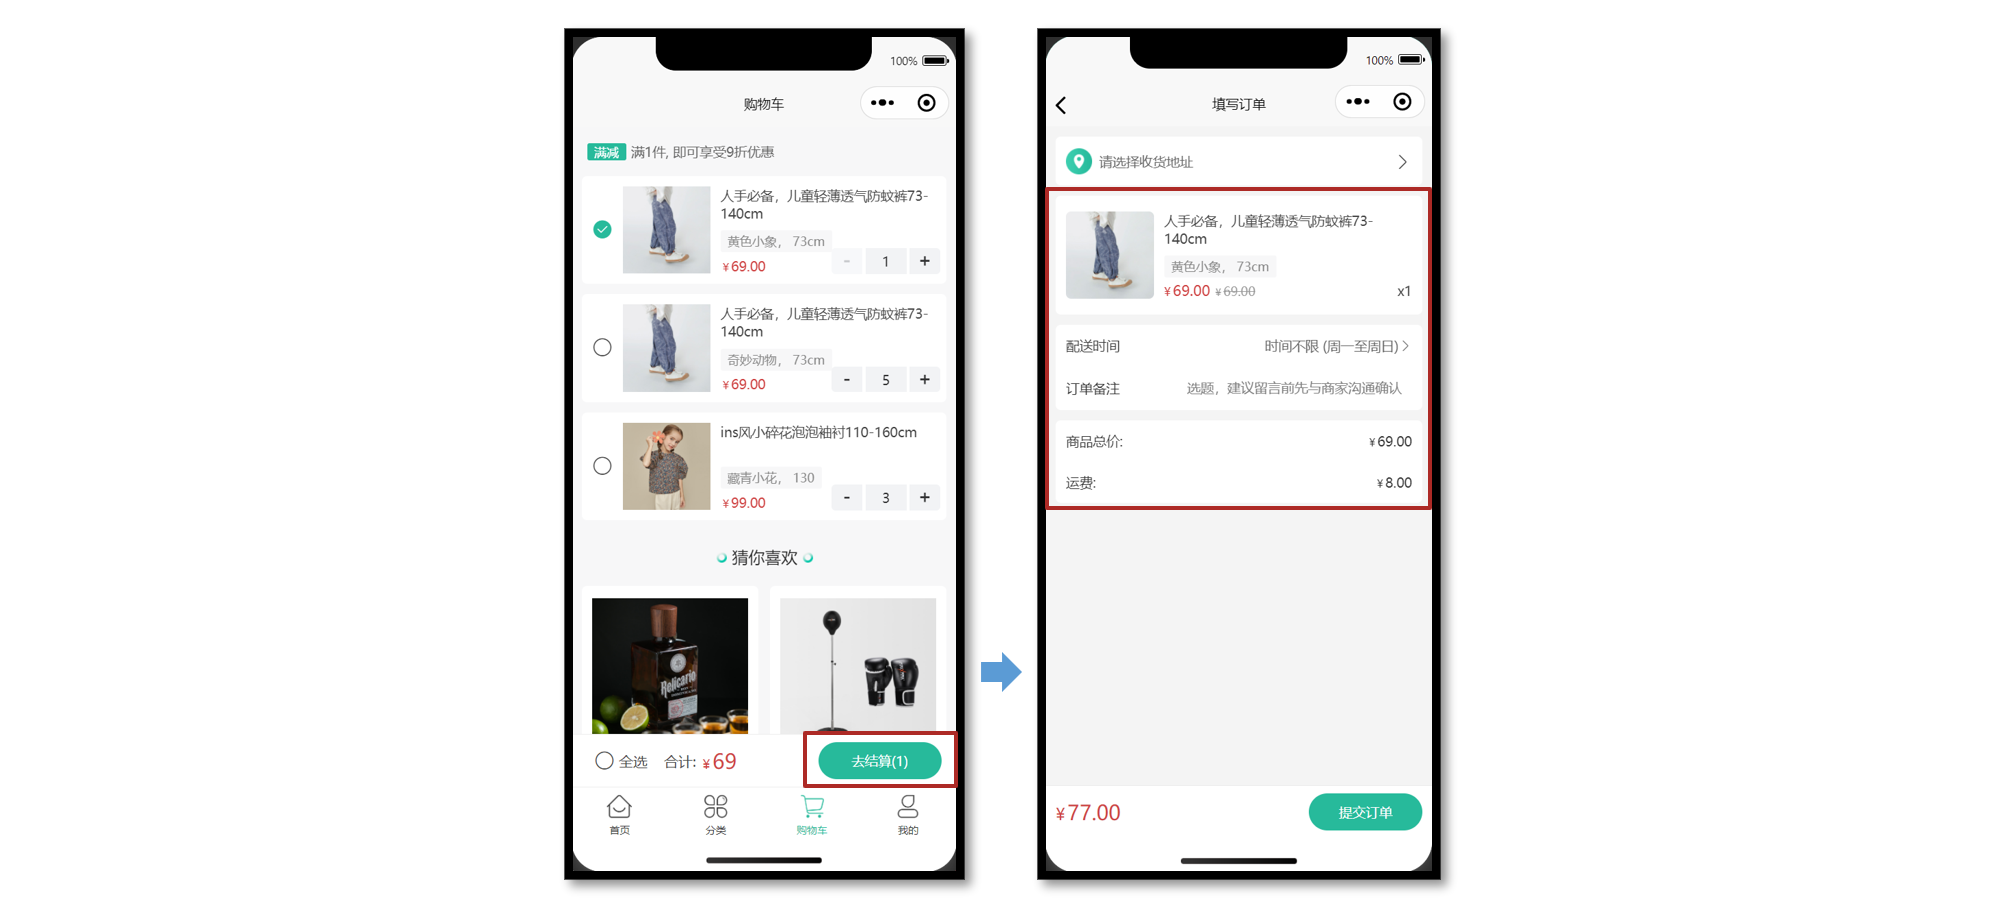 100%
购物车
满减 满1件, 即可享受9折优惠
人手必备，儿童轻薄透气防蚊裤73-
140cm
黄色小象， 73cm
¥69.00
- 1 +
人手必备，儿童轻薄透气防蚊裤73-
140cm
奇妙动物， 73cm
¥69.00
- 5 +
ins风小碎花泡泡袖衬110-160cm
藏青小花， 130
¥99.00
- 3 +
猜你喜欢
Relicario
全选 合计: ¥69
去结算(1)
首页 分类 购物车 我的
100%
填写订单
请选择收货地址
人手必备，儿童轻薄透气防蚊裤73-
140cm
黄色小象， 73cm
¥69.00 ¥69.00 x1
配送时间 时间不限 (周一至周日)
订单备注 选题，建议留言前先与商家沟通确认
商品总价: ¥69.00
运费: ¥8.00
¥77.00 提交订单